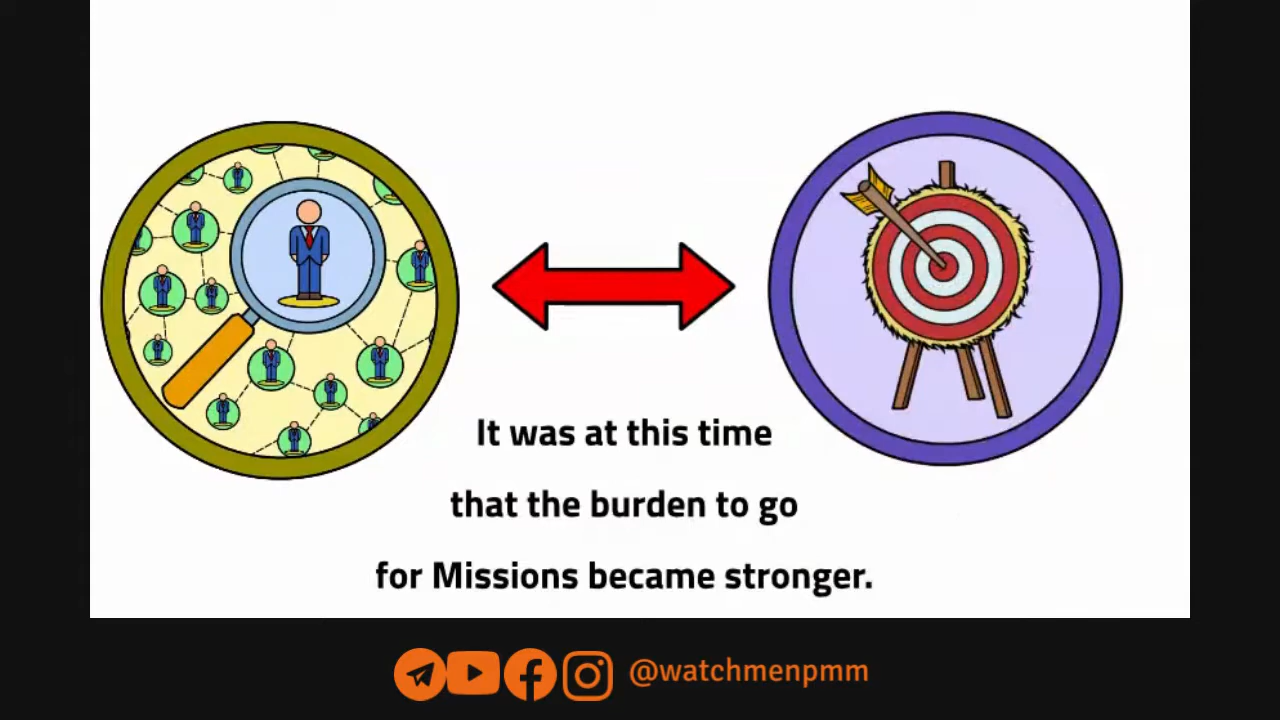 It was at this time
that the burden to go
for Missions became stronger.
@watchmenpmm